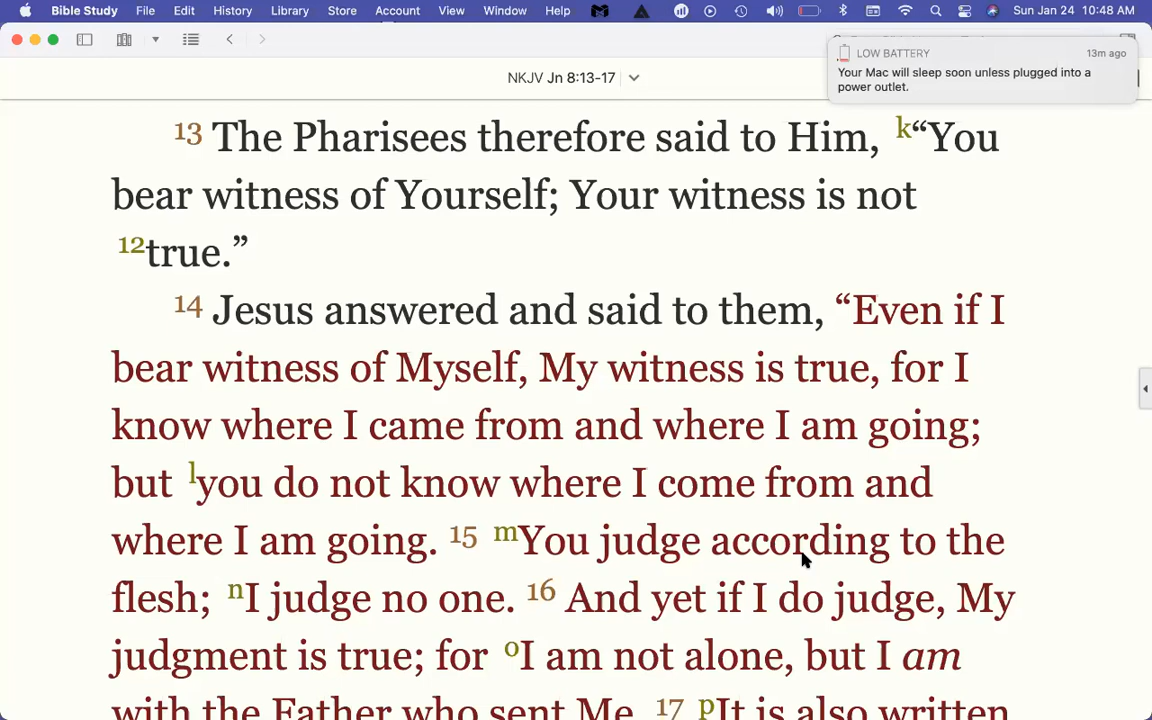 Bible Study File Edit History Library Store Account View Window Help Sun Jan 24 10:48 AM
NKJV Jn 8:13-17
LOW BATTERY 13m ago
Your Mac will sleep soon unless plugged into a
power outlet.
13 The Pharisees therefore said to Him, k“You
bear witness of Yourself; Your witness is not
12true.”
14 Jesus answered and said to them, “Even if I
bear witness of Myself, My witness is true, for I
know where I came from and where I am going;
but lyou do not know where I come from and
where I am going. 15 mYou judge according to the
flesh; nI judge no one. 16 And yet if I do judge, My
judgment is true; for oI am not alone, but I am
with the Father who sent Me. 17 pIt is also written